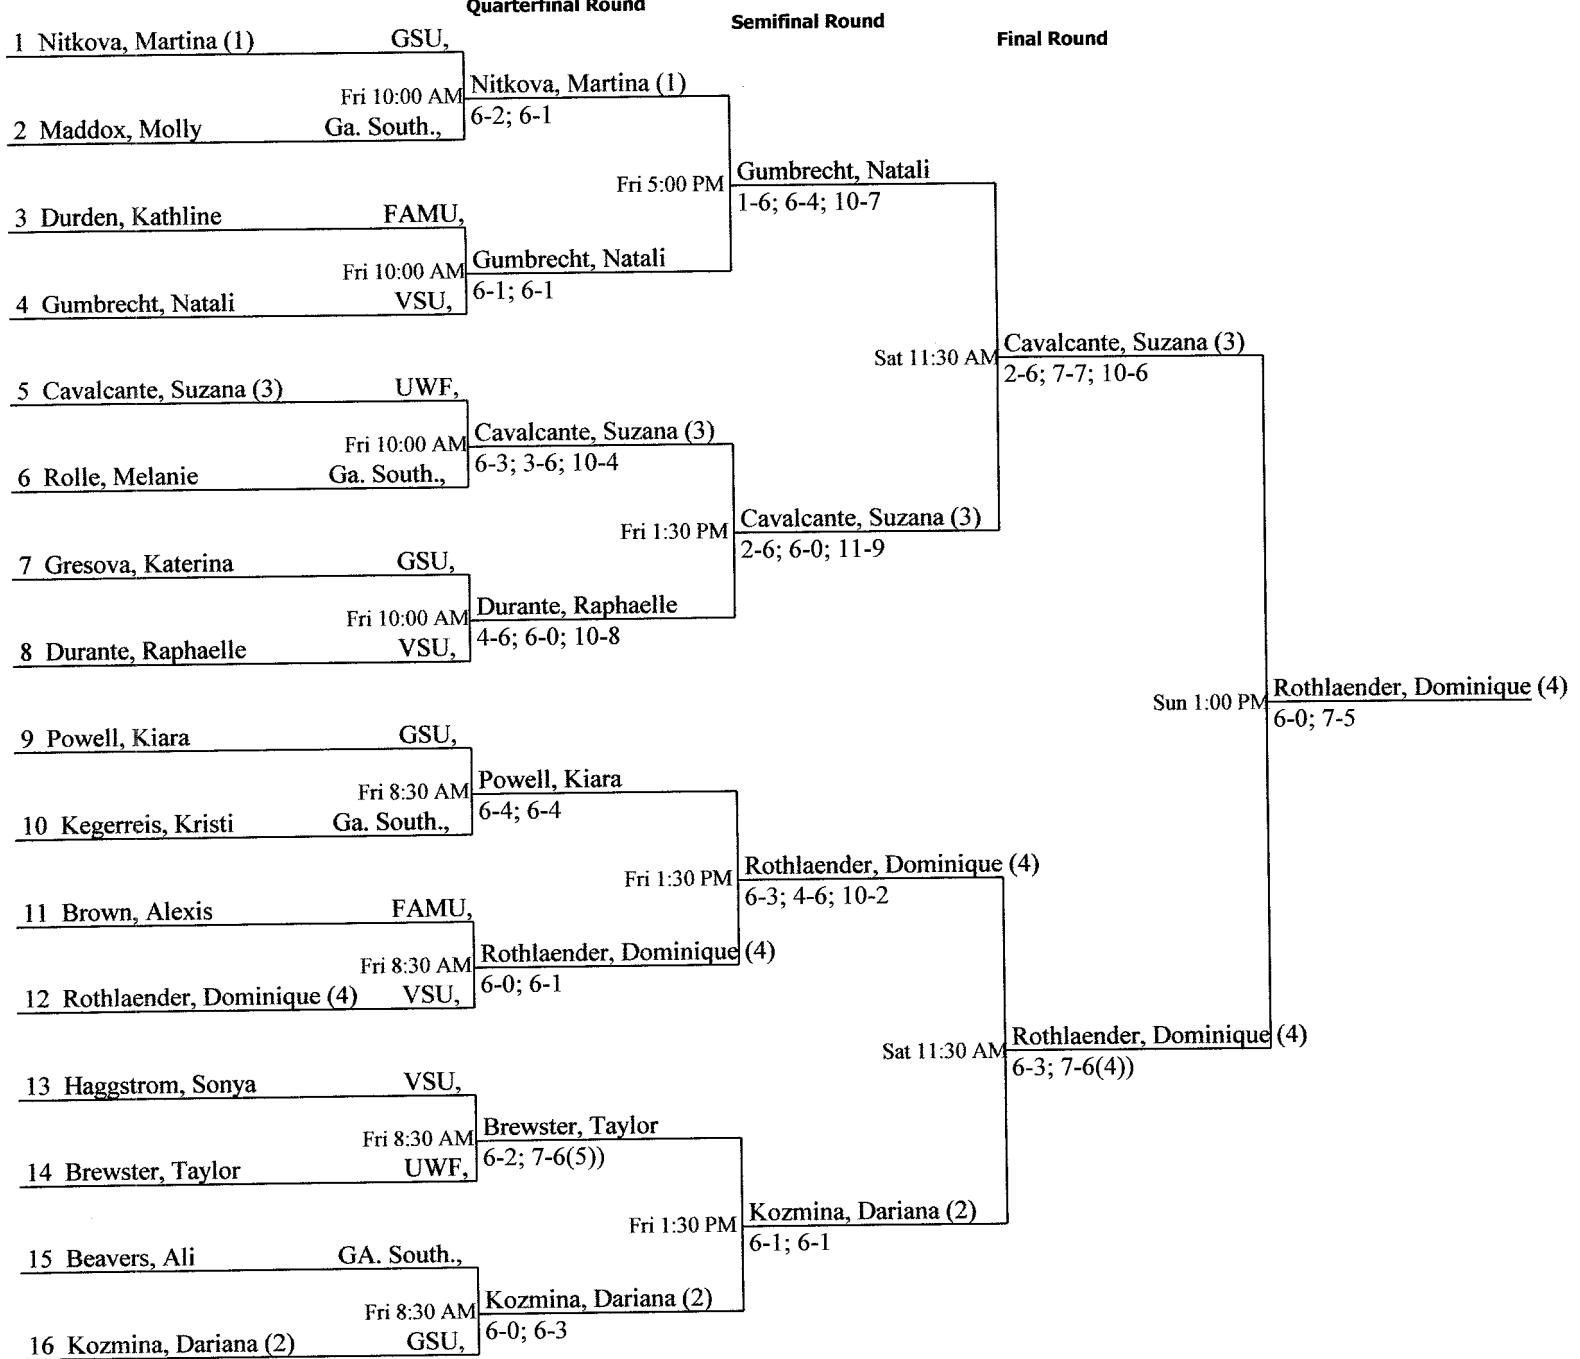 Quarterfinal Round
Semifinal Round
Final Round
1 Nitkova, Martina (1) GSU,
Fri 10:00 AM
Nitkova, Martina (1)
6-2; 6-1
2 Maddox, Molly Ga. South.,
Fri 5:00 PM
Gumbrecht, Natali
1-6; 6-4; 10-7
3 Durden, Kathline FAMU,
Fri 10:00 AM
Gumbrecht, Natali
6-1; 6-1
4 Gumbrecht, Natali VSU,
Sat 11:30 AM
Cavalcante, Suzana (3)
2-6; 7-7; 10-6
5 Cavalcante, Suzana (3) UWF,
Fri 10:00 AM
Cavalcante, Suzana (3)
6-3; 3-6; 10-4
6 Rolle, Melanie Ga. South.,
Fri 1:30 PM
Cavalcante, Suzana (3)
2-6; 6-0; 11-9
7 Gresova, Katerina GSU,
Fri 10:00 AM
Durante, Raphaelle
4-6; 6-0; 10-8
8 Durante, Raphaelle VSU,
Sun 1:00 PM
Rothlaender, Dominique (4)
6-0; 7-5
9 Powell, Kiara GSU,
Fri 8:30 AM
Powell, Kiara
6-4; 6-4
10 Kegerreis, Kristi Ga. South.,
Fri 1:30 PM
Rothlaender, Dominique (4)
6-3; 4-6; 10-2
11 Brown, Alexis FAMU,
Fri 8:30 AM
Rothlaender, Dominique (4)
6-0; 6-1
12 Rothlaender, Dominique (4) VSU,
Sat 11:30 AM
Rothlaender, Dominique (4)
6-3; 7-6(4))
13 Haggstrom, Sonya VSU,
Fri 8:30 AM
Brewster, Taylor
6-2; 7-6(5))
14 Brewster, Taylor UWF,
Fri 1:30 PM
Kozmina, Dariana (2)
6-1; 6-1
15 Beavers, Ali GA. South.,
Fri 8:30 AM
Kozmina, Dariana (2)
6-0; 6-3
16 Kozmina, Dariana (2) GSU,